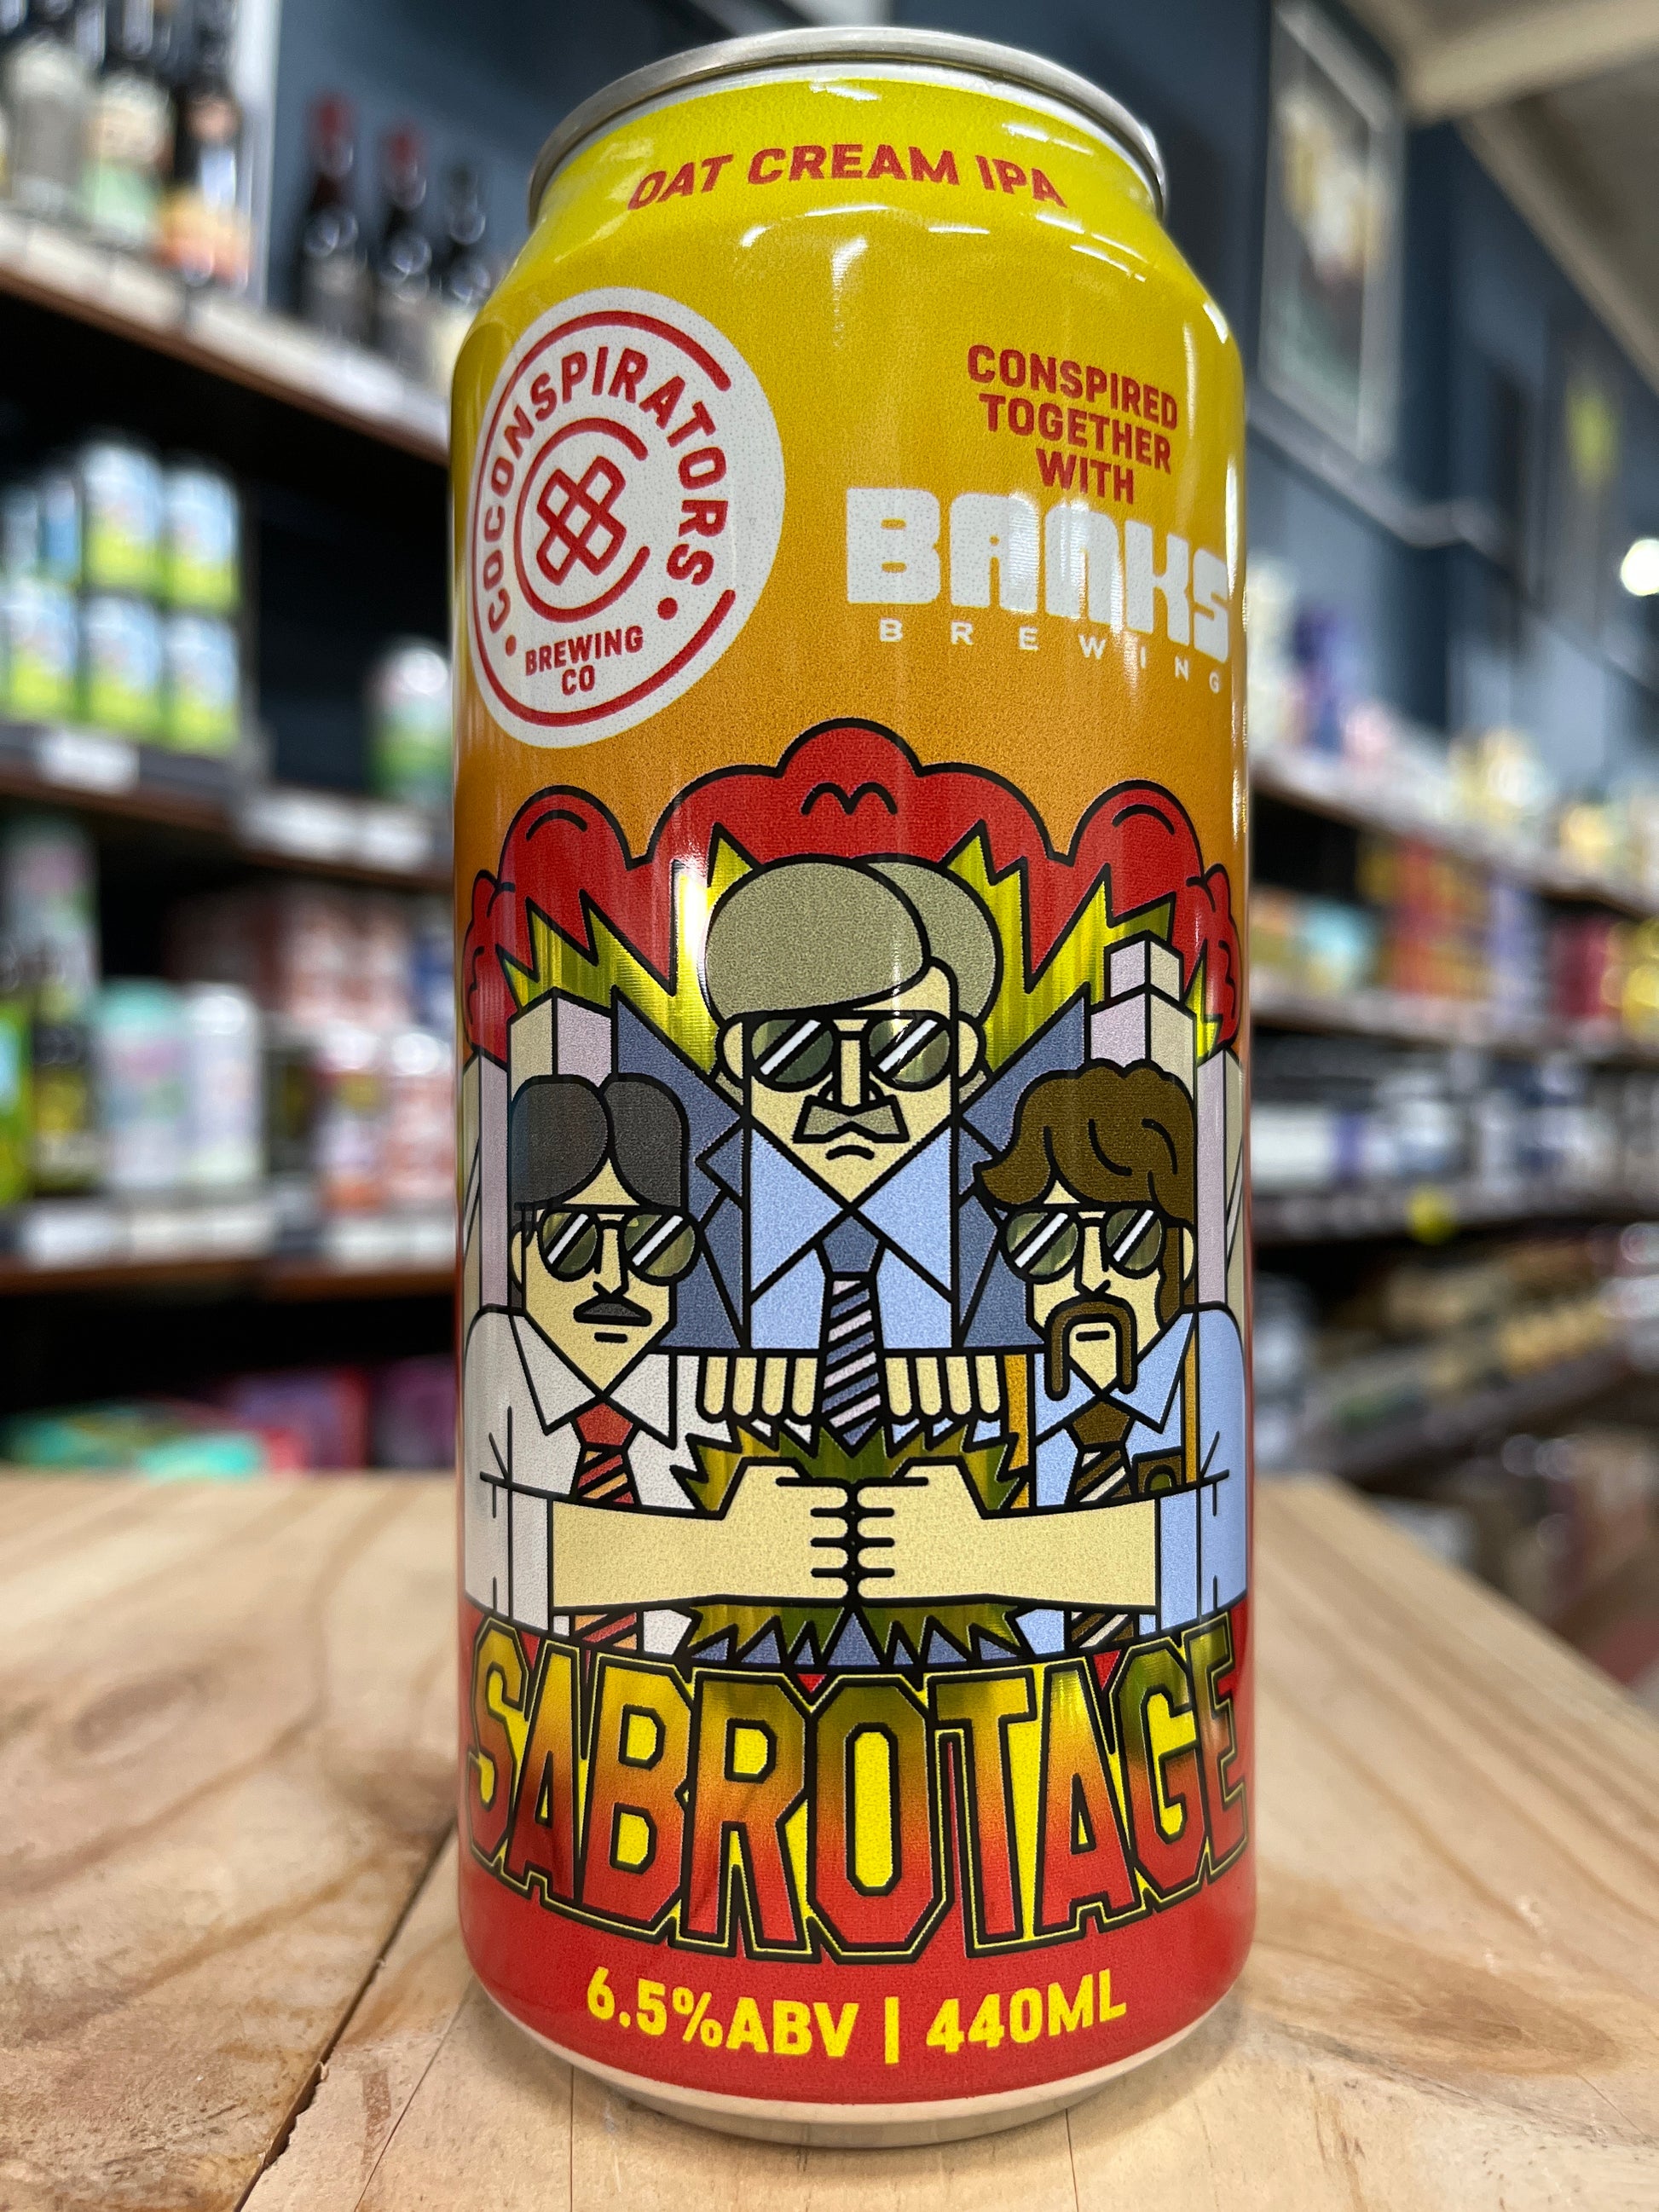 OAT CREAM IPA
COCONSPIRATORS
BREWING
CO
CONSPIRED
TOGETHER
WITH
BANKS
BREWING
SABROTAGE
6.5%ABV | 440ML